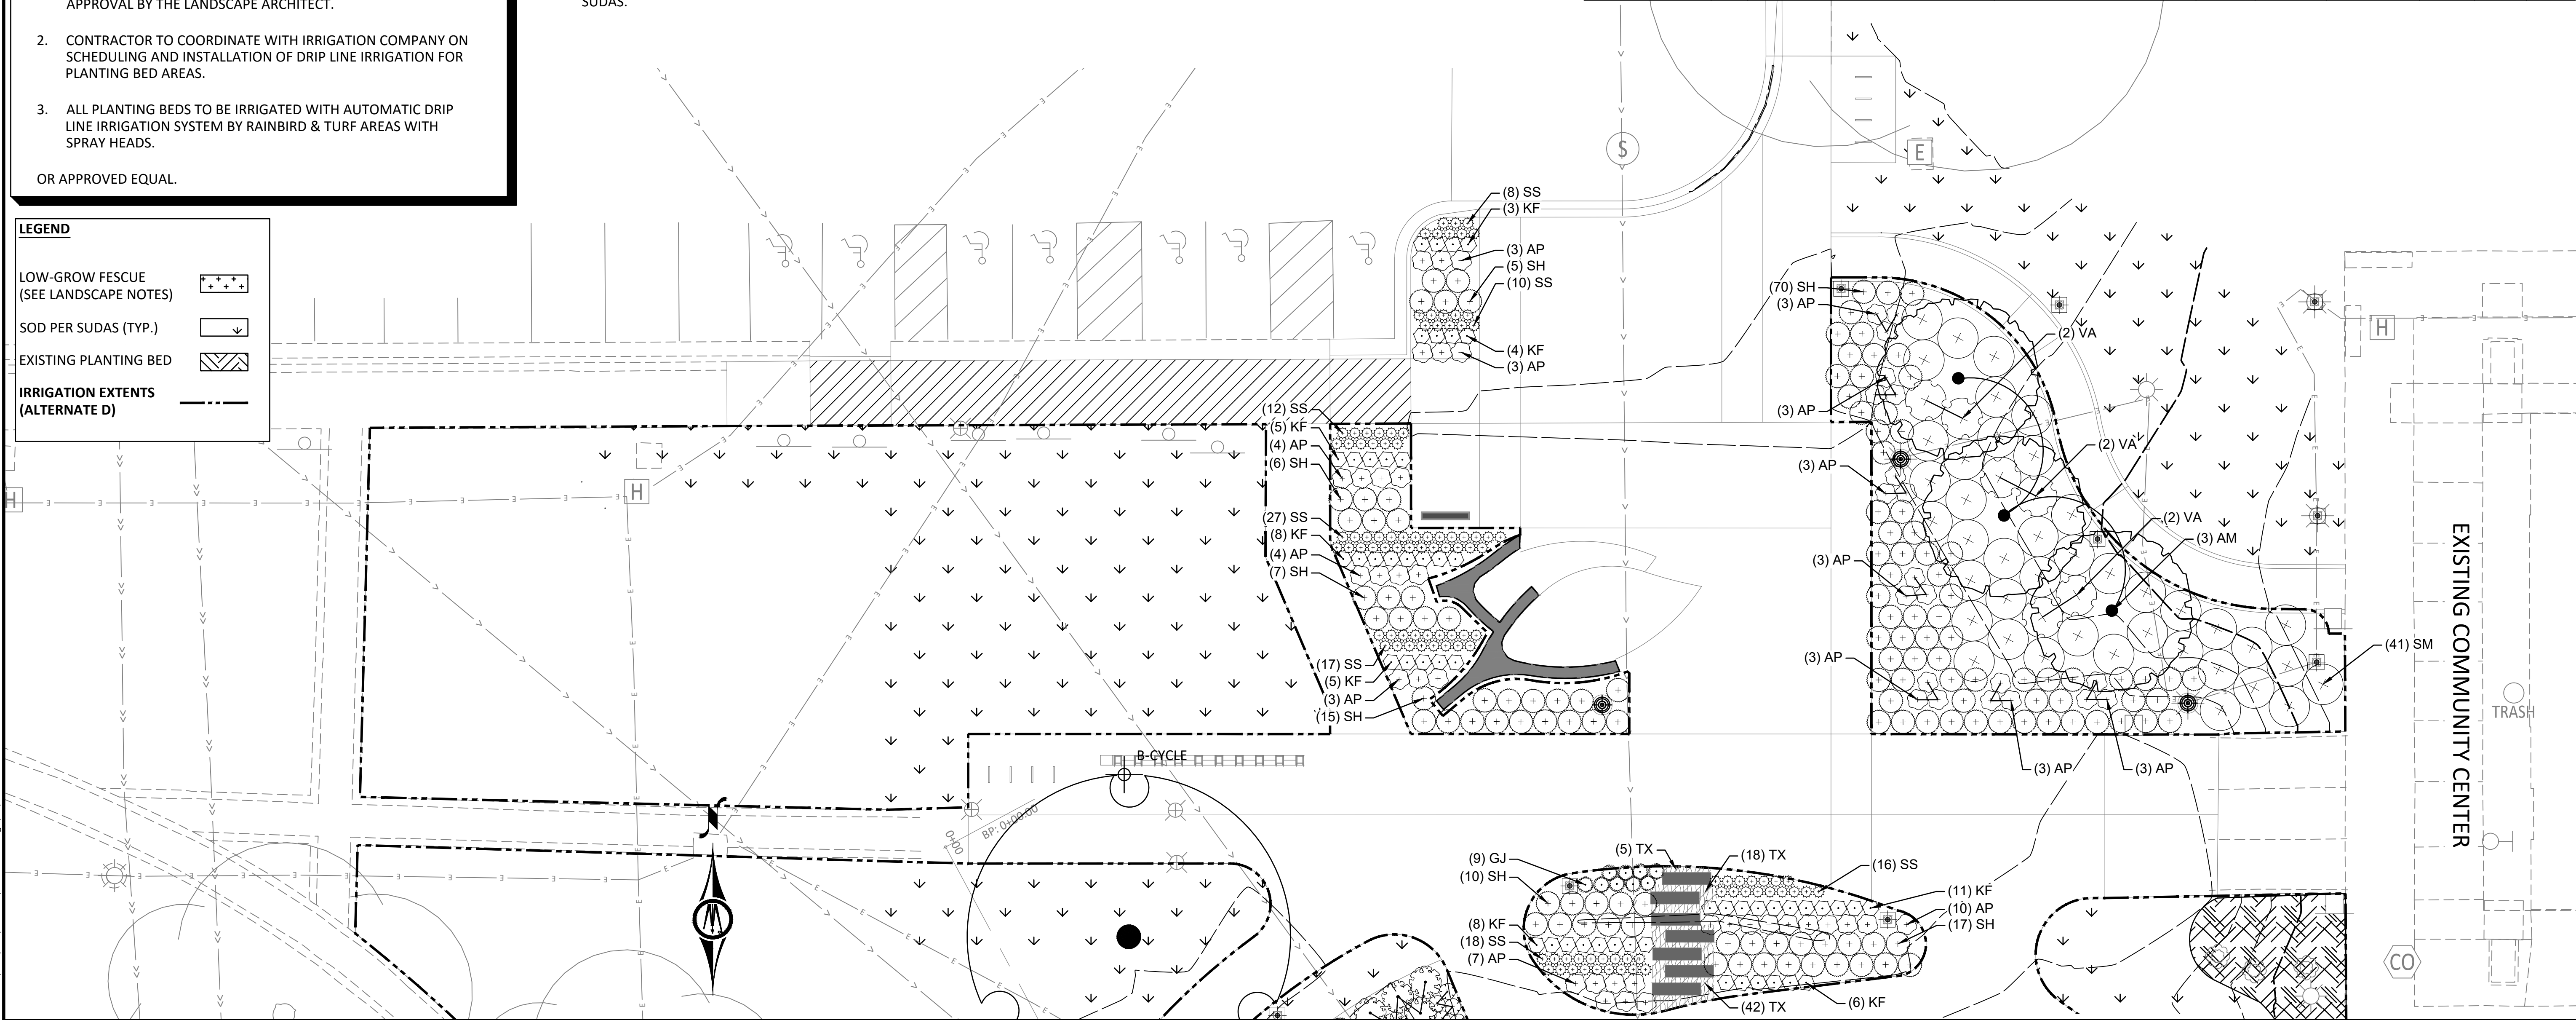 APPROVAL BY THE LANDSCAPE ARCHITECT.
2. CONTRACTOR TO COORDINATE WITH IRRIGATION COMPANY ON
SCHEDULING AND INSTALLATION OF DRIP LINE IRRIGATION FOR
PLANTING BED AREAS.
3. ALL PLANTING BEDS TO BE IRRIGATED WITH AUTOMATIC DRIP
LINE IRRIGATION SYSTEM BY RAINBIRD & TURF AREAS WITH
SPRAY HEADS.
OR APPROVED EQUAL.
SUDAS.
LEGEND
LOW-GROW FESCUE
(SEE LANDSCAPE NOTES)
SOD PER SUDAS (TYP.)
EXISTING PLANTING BED
IRRIGATION EXTENTS
(ALTERNATE D)
S
E
H
H
H
(8) SS
(3) KF
(3) AP
(5) SH
(10) SS
(4) KF
(3) AP
(12) SS
(5) KF
(4) AP
(6) SH
(27) SS
(8) KF
(4) AP
(7) SH
(17) SS
(5) KF
(3) AP
(15) SH
(70) SH
(3) AP
(3) AP
(3) AP
(3) AP
(3) AP
(3) AP
(3) AP
(2) VA
(2) VA
(2) VA
(3) AM
(41) SM
EXISTING COMMUNITY CENTER
TRASH
B-CYCLE
0+00
BP: 0+00.00
N
(9) GJ
(10) SH
(8) KF
(18) SS
(7) AP
(5) TX
(18) TX
(16) SS
(11) KF
(10) AP
(17) SH
(6) KF
(42) TX
CO